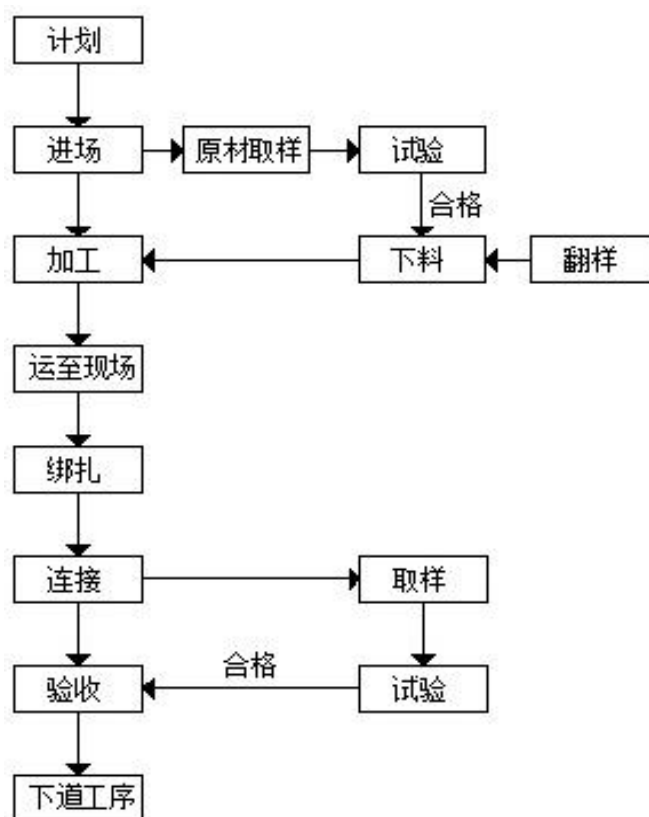 计划
进场
原材取样
试验
合格
加工
下料
翻样
运至现场
绑扎
连接
取样
合格
验收
试验
下道工序